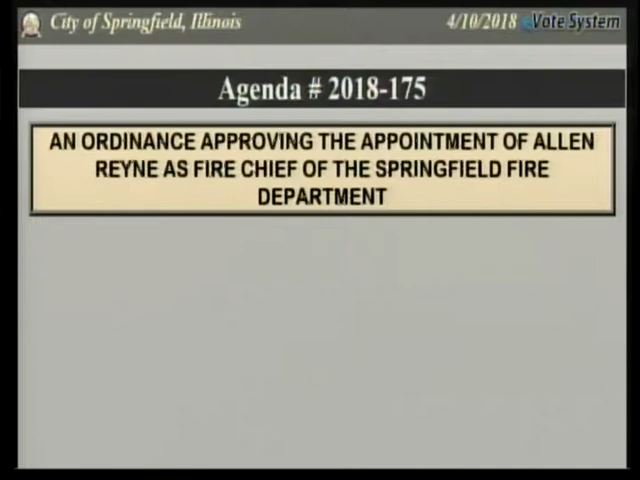 City of Springfield, Illinois
4/10/2018 eVote System
Agenda # 2018-175
AN ORDINANCE APPROVING THE APPOINTMENT OF ALLEN
REYNE AS FIRE CHIEF OF THE SPRINGFIELD FIRE
DEPARTMENT